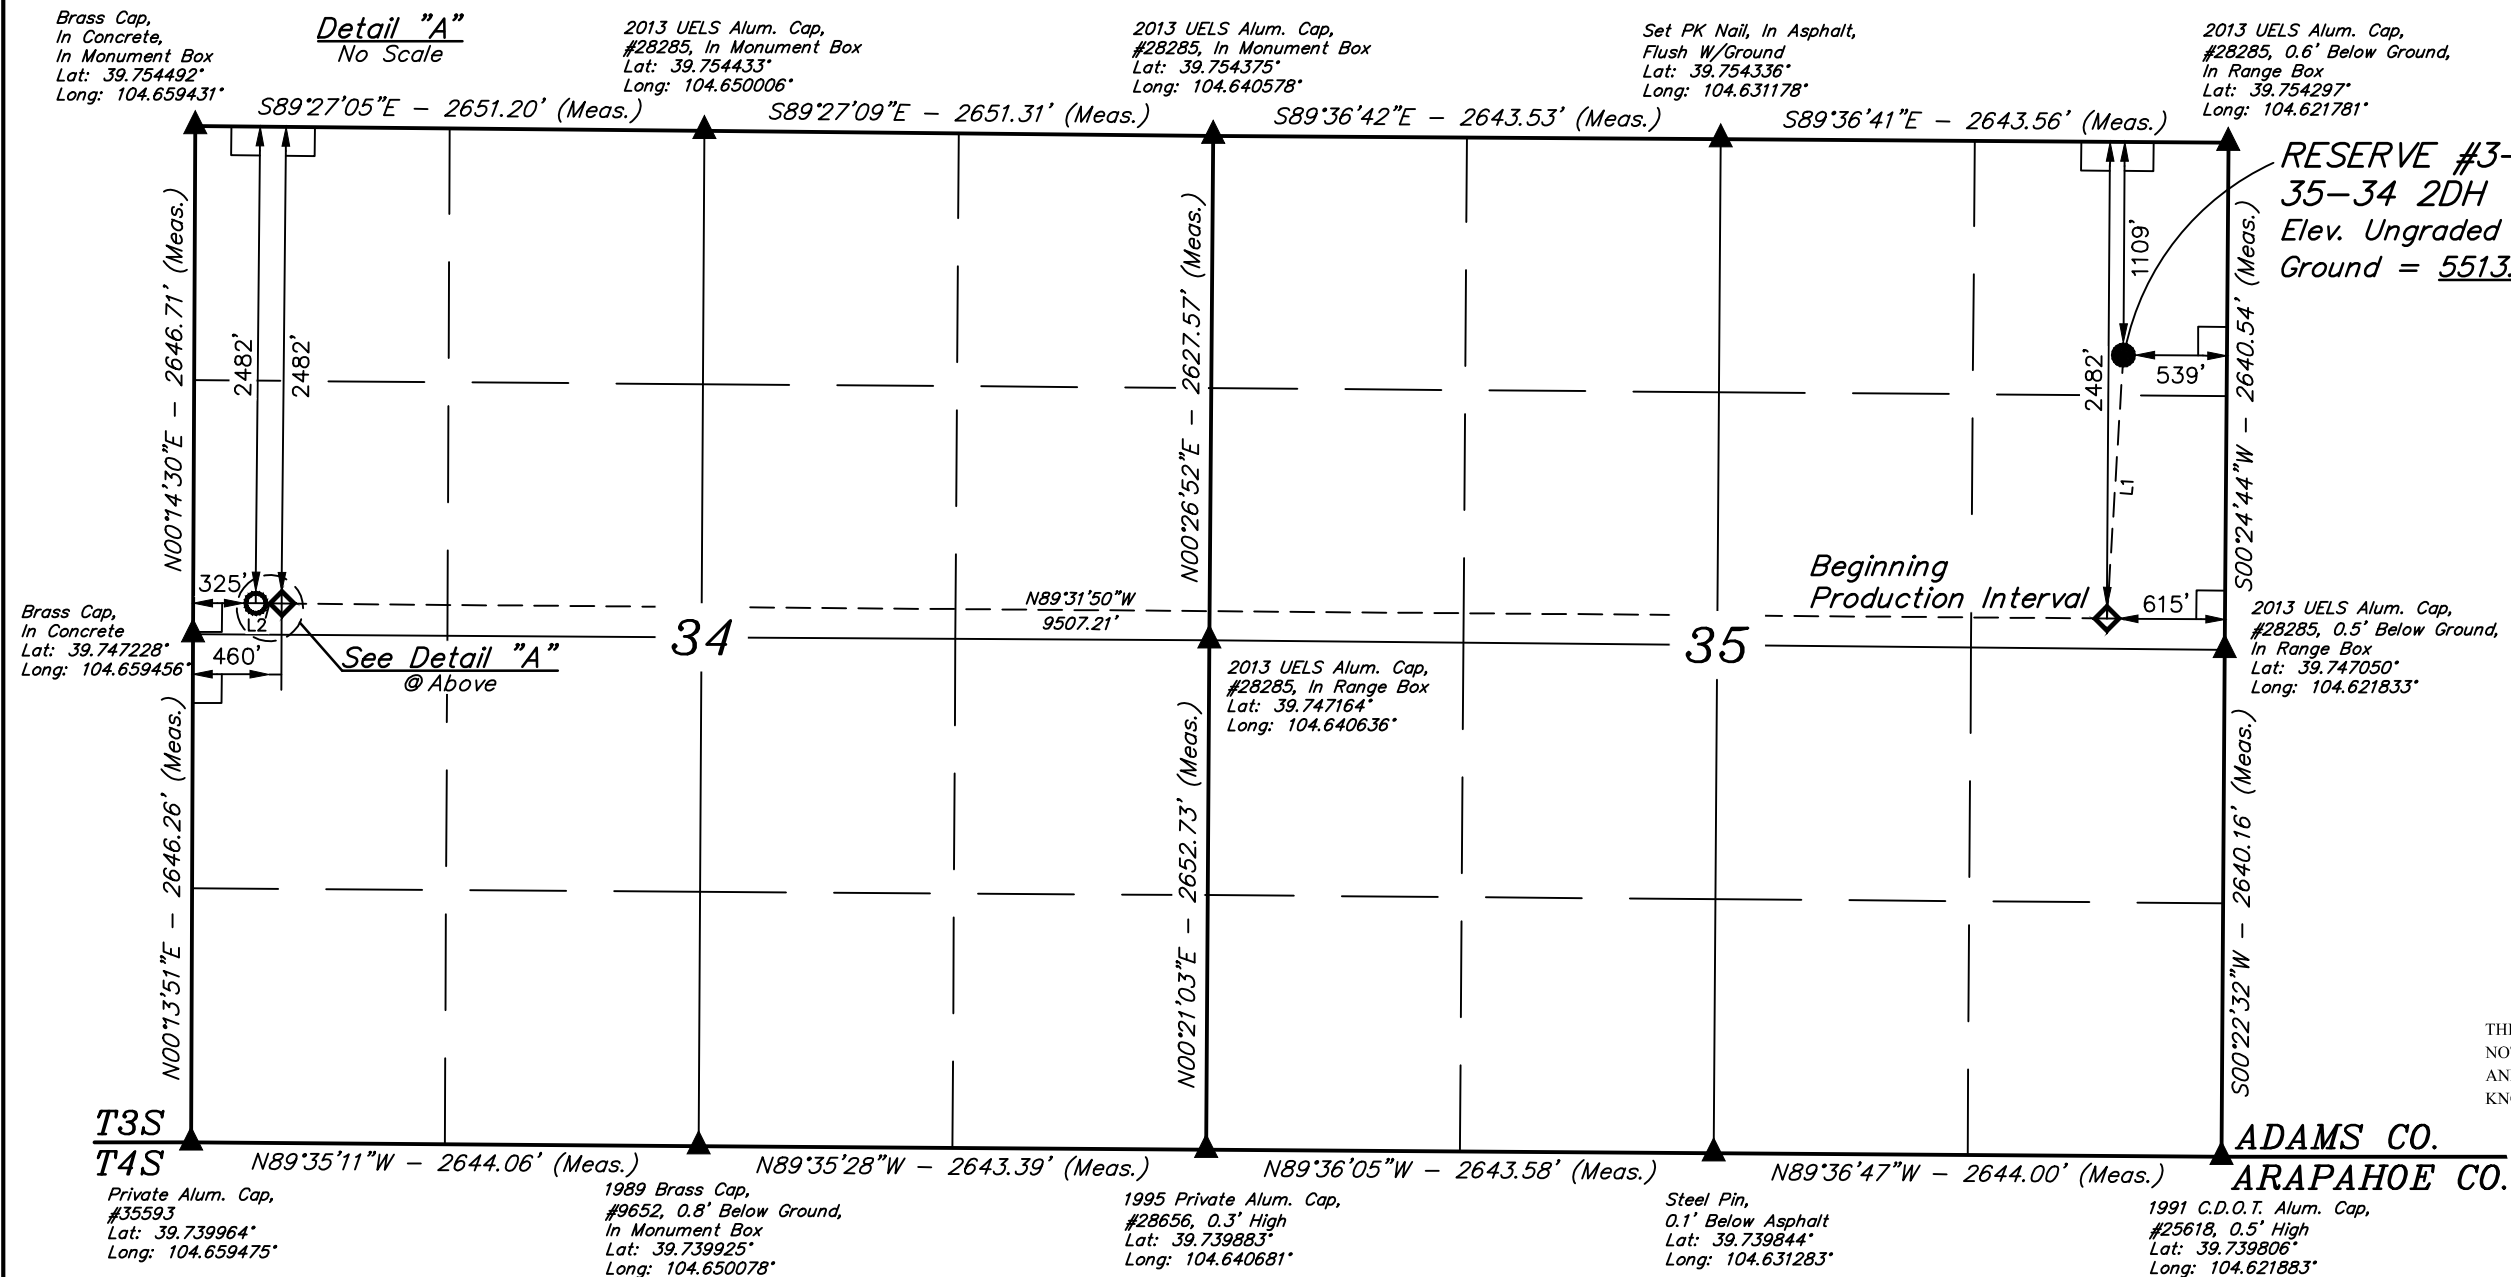 Brass Cap,
In Concrete,
In Monument Box
Lat: 39.754492°
Long: 104.659431°
Detail "A"
No Scale
2013 UELS Alum. Cap,
#28285, In Monument Box
Lat: 39.754433°
Long: 104.650006°
2013 UELS Alum. Cap,
#28285, In Monument Box
Lat: 39.754375°
Long: 104.640578°
Set PK Nail, In Asphalt,
Flush W/Ground
Lat: 39.754336°
Long: 104.631178°
2013 UELS Alum. Cap,
#28285, 0.6' Below Ground,
In Range Box
Lat: 39.754297°
Long: 104.621781°
S89°27'05"E - 2651.20' (Meas.)
S89°27'09"E - 2651.31' (Meas.)
S89°36'42"E - 2643.53' (Meas.)
S89°36'41"E - 2643.56' (Meas.)
RESERVE #3-
35-34 2DH
Elev. Ungraded
Ground = 5513.
N00°14'30"E - 2646.71' (Meas.)
2482'
2482'
N00°26'52"E - 2627.57' (Meas.)
1109'
2482'
539'
L1
S00°24'44"W - 2640.54' (Meas.)
325'
L2
460'
Brass Cap,
In Concrete
Lat: 39.747228°
Long: 104.659456°
See Detail "A"
@ Above
34
N89°31'50"W
9507.21'
Beginning
Production Interval
35
615'
2013 UELS Alum. Cap,
#28285, In Range Box
Lat: 39.747164°
Long: 104.640636°
2013 UELS Alum. Cap,
#28285, 0.5' Below Ground,
In Range Box
Lat: 39.747050°
Long: 104.621833°
N00°13'51"E - 2646.26' (Meas.)
N00°21'03"E - 2652.73' (Meas.)
S00°22'32"W - 2640.16' (Meas.)
T3S
T4S
ADAMS CO.
ARAPAHOE CO.
N89°35'11"W - 2644.06' (Meas.)
N89°35'28"W - 2643.39' (Meas.)
N89°36'05"W - 2643.58' (Meas.)
N89°36'47"W - 2644.00' (Meas.)
Private Alum. Cap,
#35593
Lat: 39.739964°
Long: 104.659475°
1989 Brass Cap,
#9652, 0.8' Below Ground,
In Monument Box
Lat: 39.739925°
Long: 104.650078°
1995 Private Alum. Cap,
#28656, 0.3' High
Lat: 39.739883°
Long: 104.640681°
Steel Pin,
0.1' Below Asphalt
Lat: 39.739844°
Long: 104.631283°
1991 C.D.O.T. Alum. Cap,
#25618, 0.5' High
Lat: 39.739806°
Long: 104.621883°